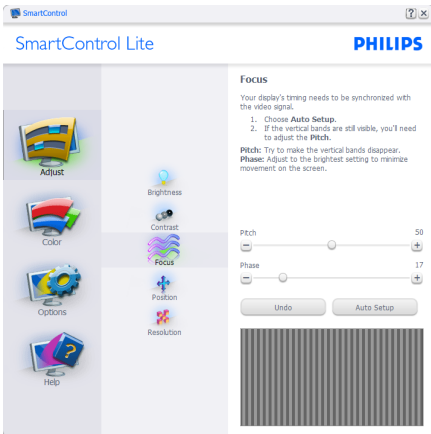 SmartControl
? ×
SmartControl Lite
PHILIPS
Focus
Your display's timing needs to be synchronized with
the video signal.
1. Choose Auto Setup.
2. If the vertical bands are still visible, you'll need
to adjust the Pitch.
Pitch: Try to make the vertical bands disappear.
Phase: Adjust to the brightest setting to minimize
movement on the screen.
Adjust
Color
Options
?
Help
Brightness
Contrast
Focus
Position
Resolution
Pitch 50
− +
Phase 17
− +
Undo Auto Setup